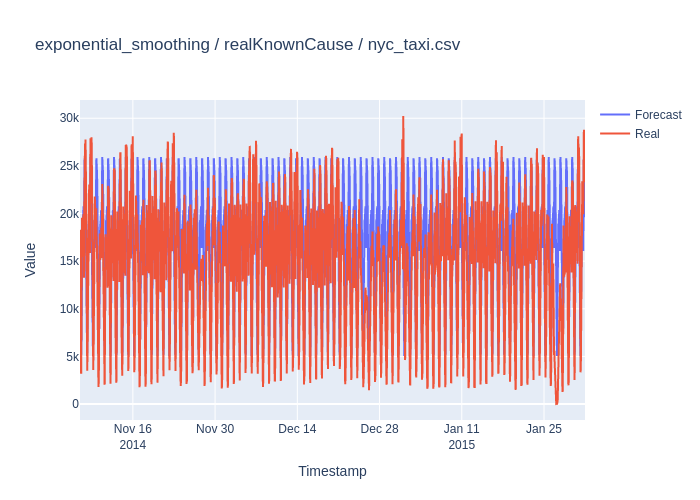 exponential_smoothing / realKnownCause / nyc_taxi.csv
Forecast
Real
30k
25k
20k
15k
10k
5k
0
Value
Nov 16
2014
Nov 30
Dec 14
Dec 28
Jan 11
2015
Jan 25
Timestamp